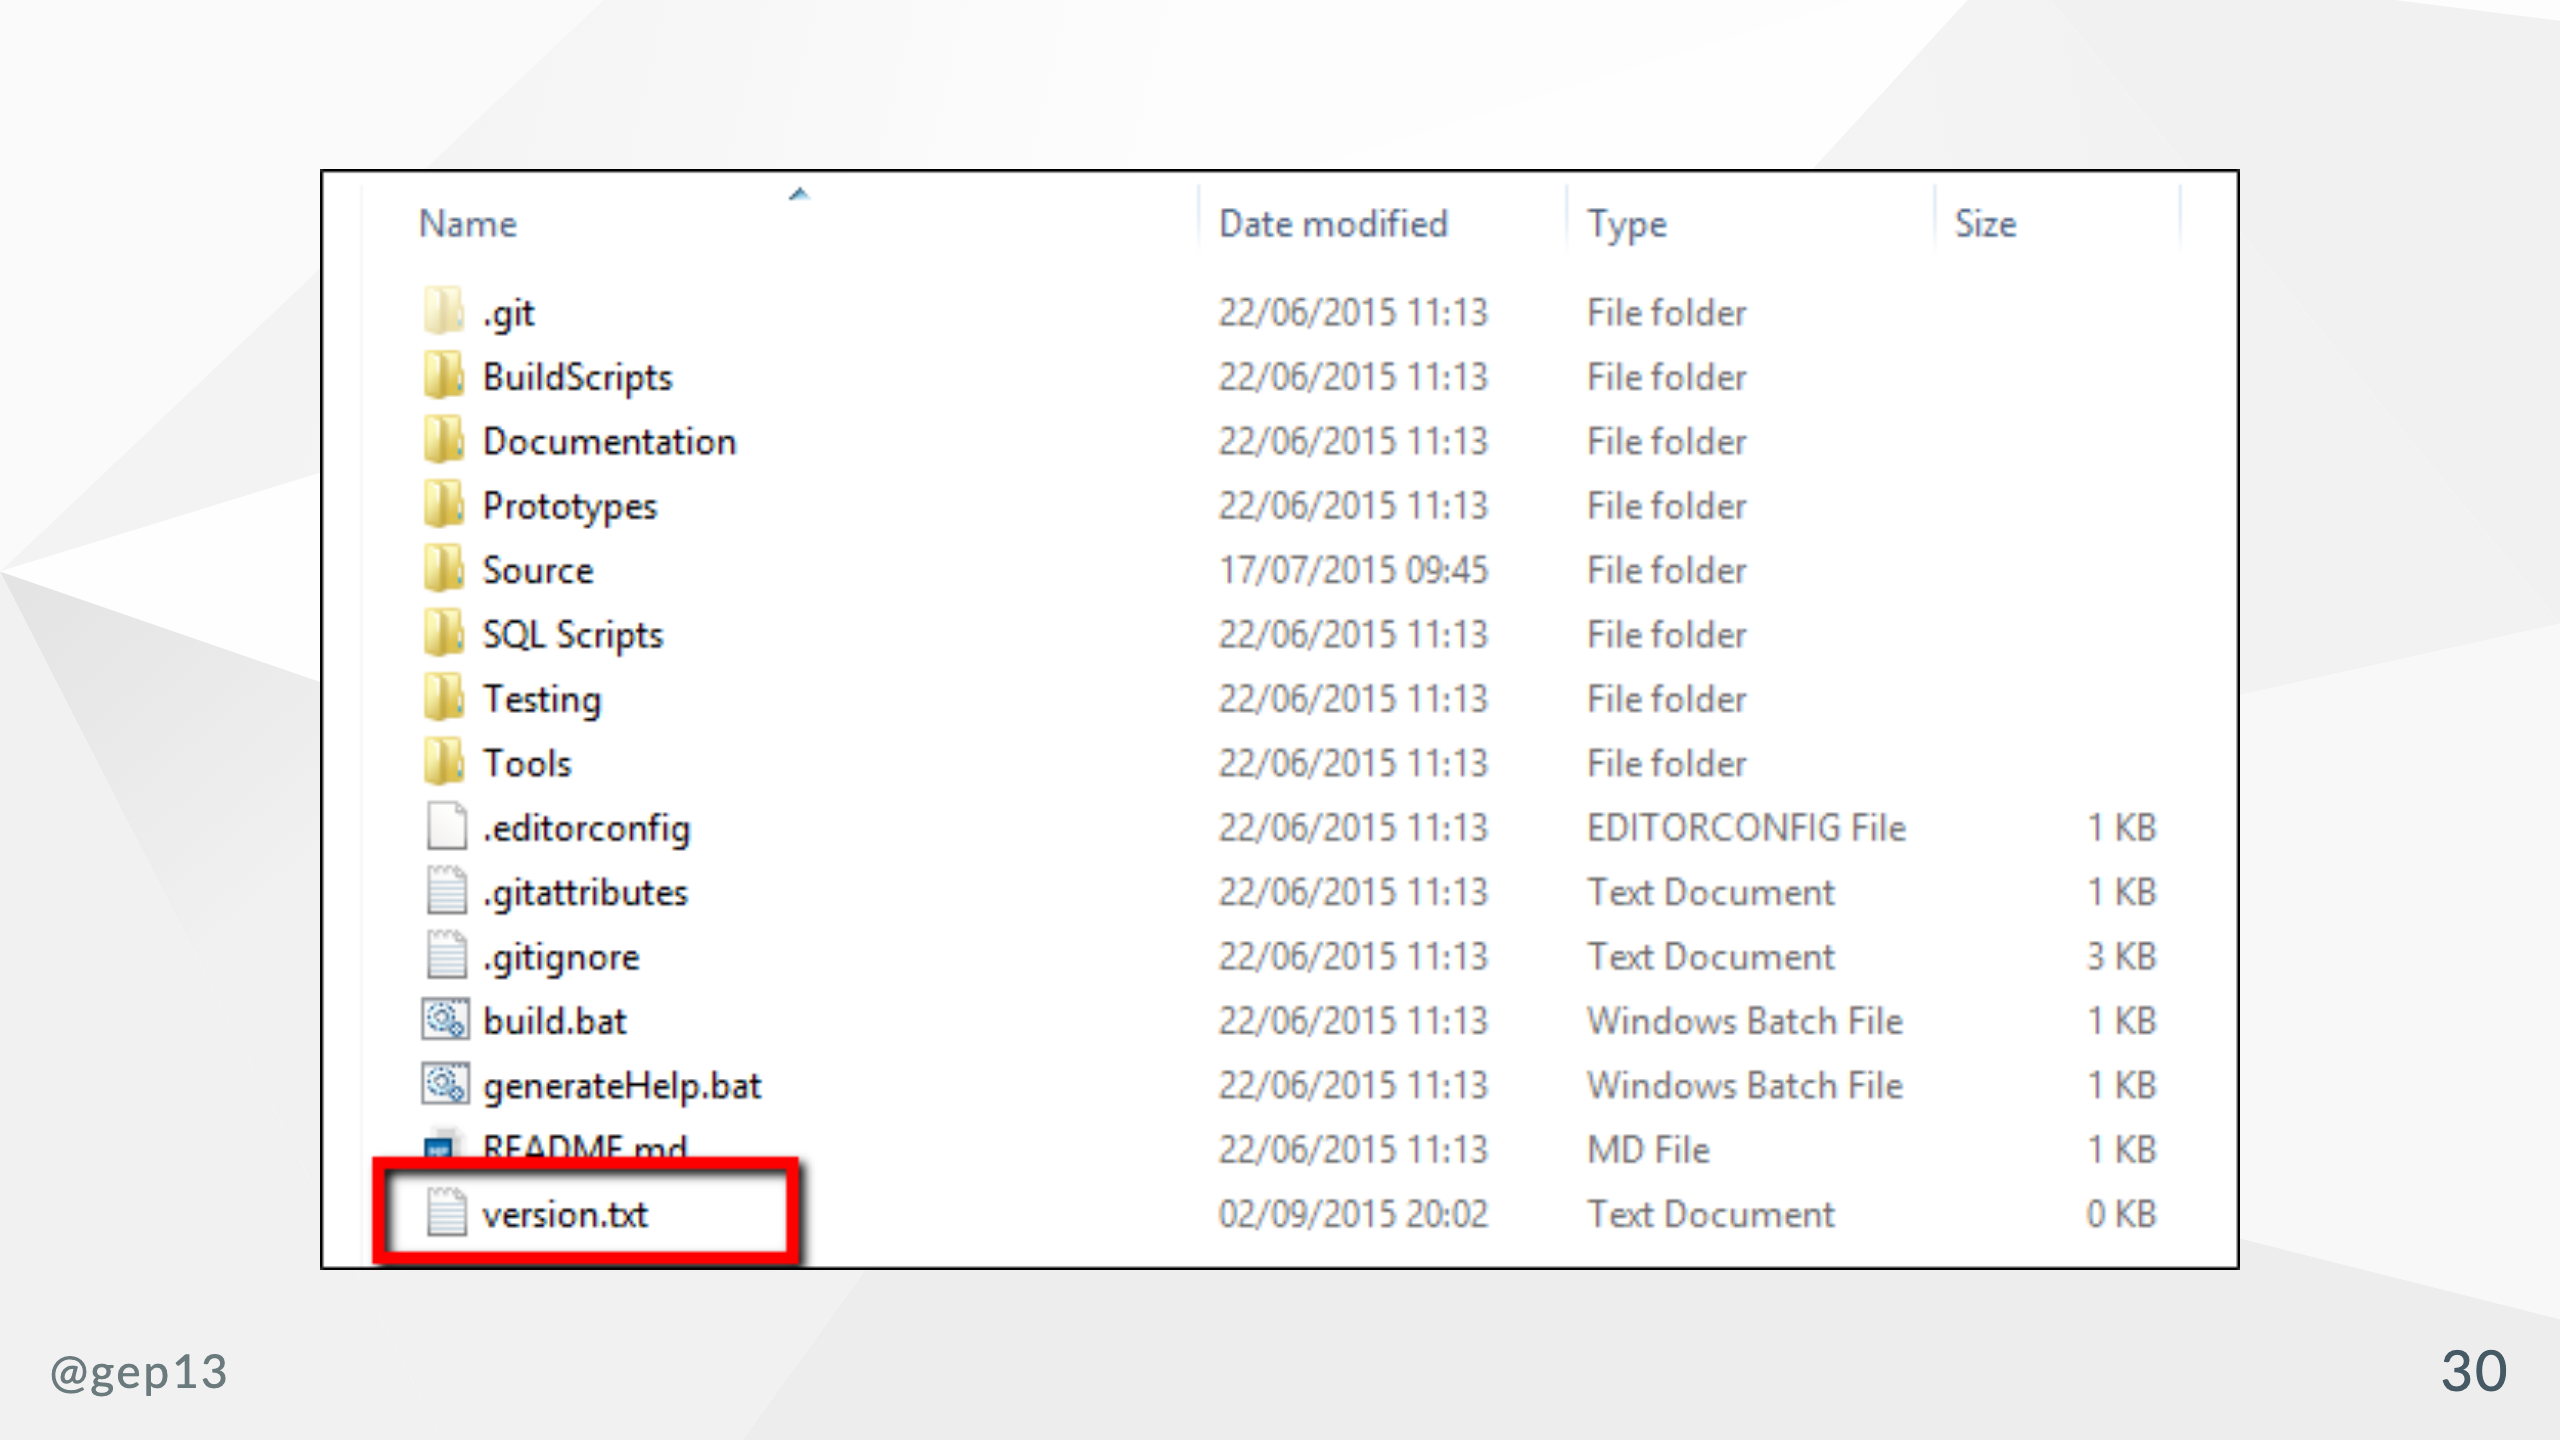 Name Date modified Type Size
.git 22/06/2015 11:13 File folder
BuildScripts 22/06/2015 11:13 File folder
Documentation 22/06/2015 11:13 File folder
Prototypes 22/06/2015 11:13 File folder
Source 17/07/2015 09:45 File folder
SQL Scripts 22/06/2015 11:13 File folder
Testing 22/06/2015 11:13 File folder
Tools 22/06/2015 11:13 File folder
.editorconfig 22/06/2015 11:13 EDITORCONFIG File 1 KB
.gitattributes 22/06/2015 11:13 Text Document 1 KB
.gitignore 22/06/2015 11:13 Text Document 3 KB
build.bat 22/06/2015 11:13 Windows Batch File 1 KB
generateHelp.bat 22/06/2015 11:13 Windows Batch File 1 KB
README.md 22/06/2015 11:13 MD File 1 KB
version.txt 02/09/2015 20:02 Text Document 0 KB
@gep13
30